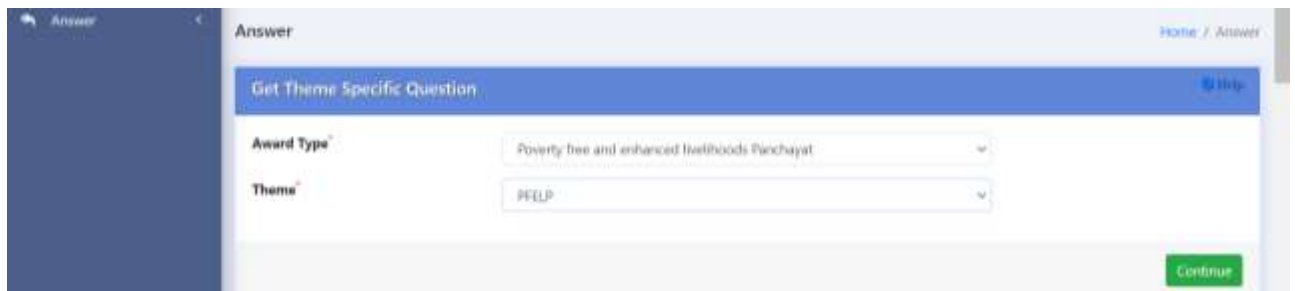 Answer
Answer
Home / Answer
Get Theme Specific Question
Help
Award Type*
Poverty free and enhanced livelihoods Panchayat
Theme*
PFELP
Continue